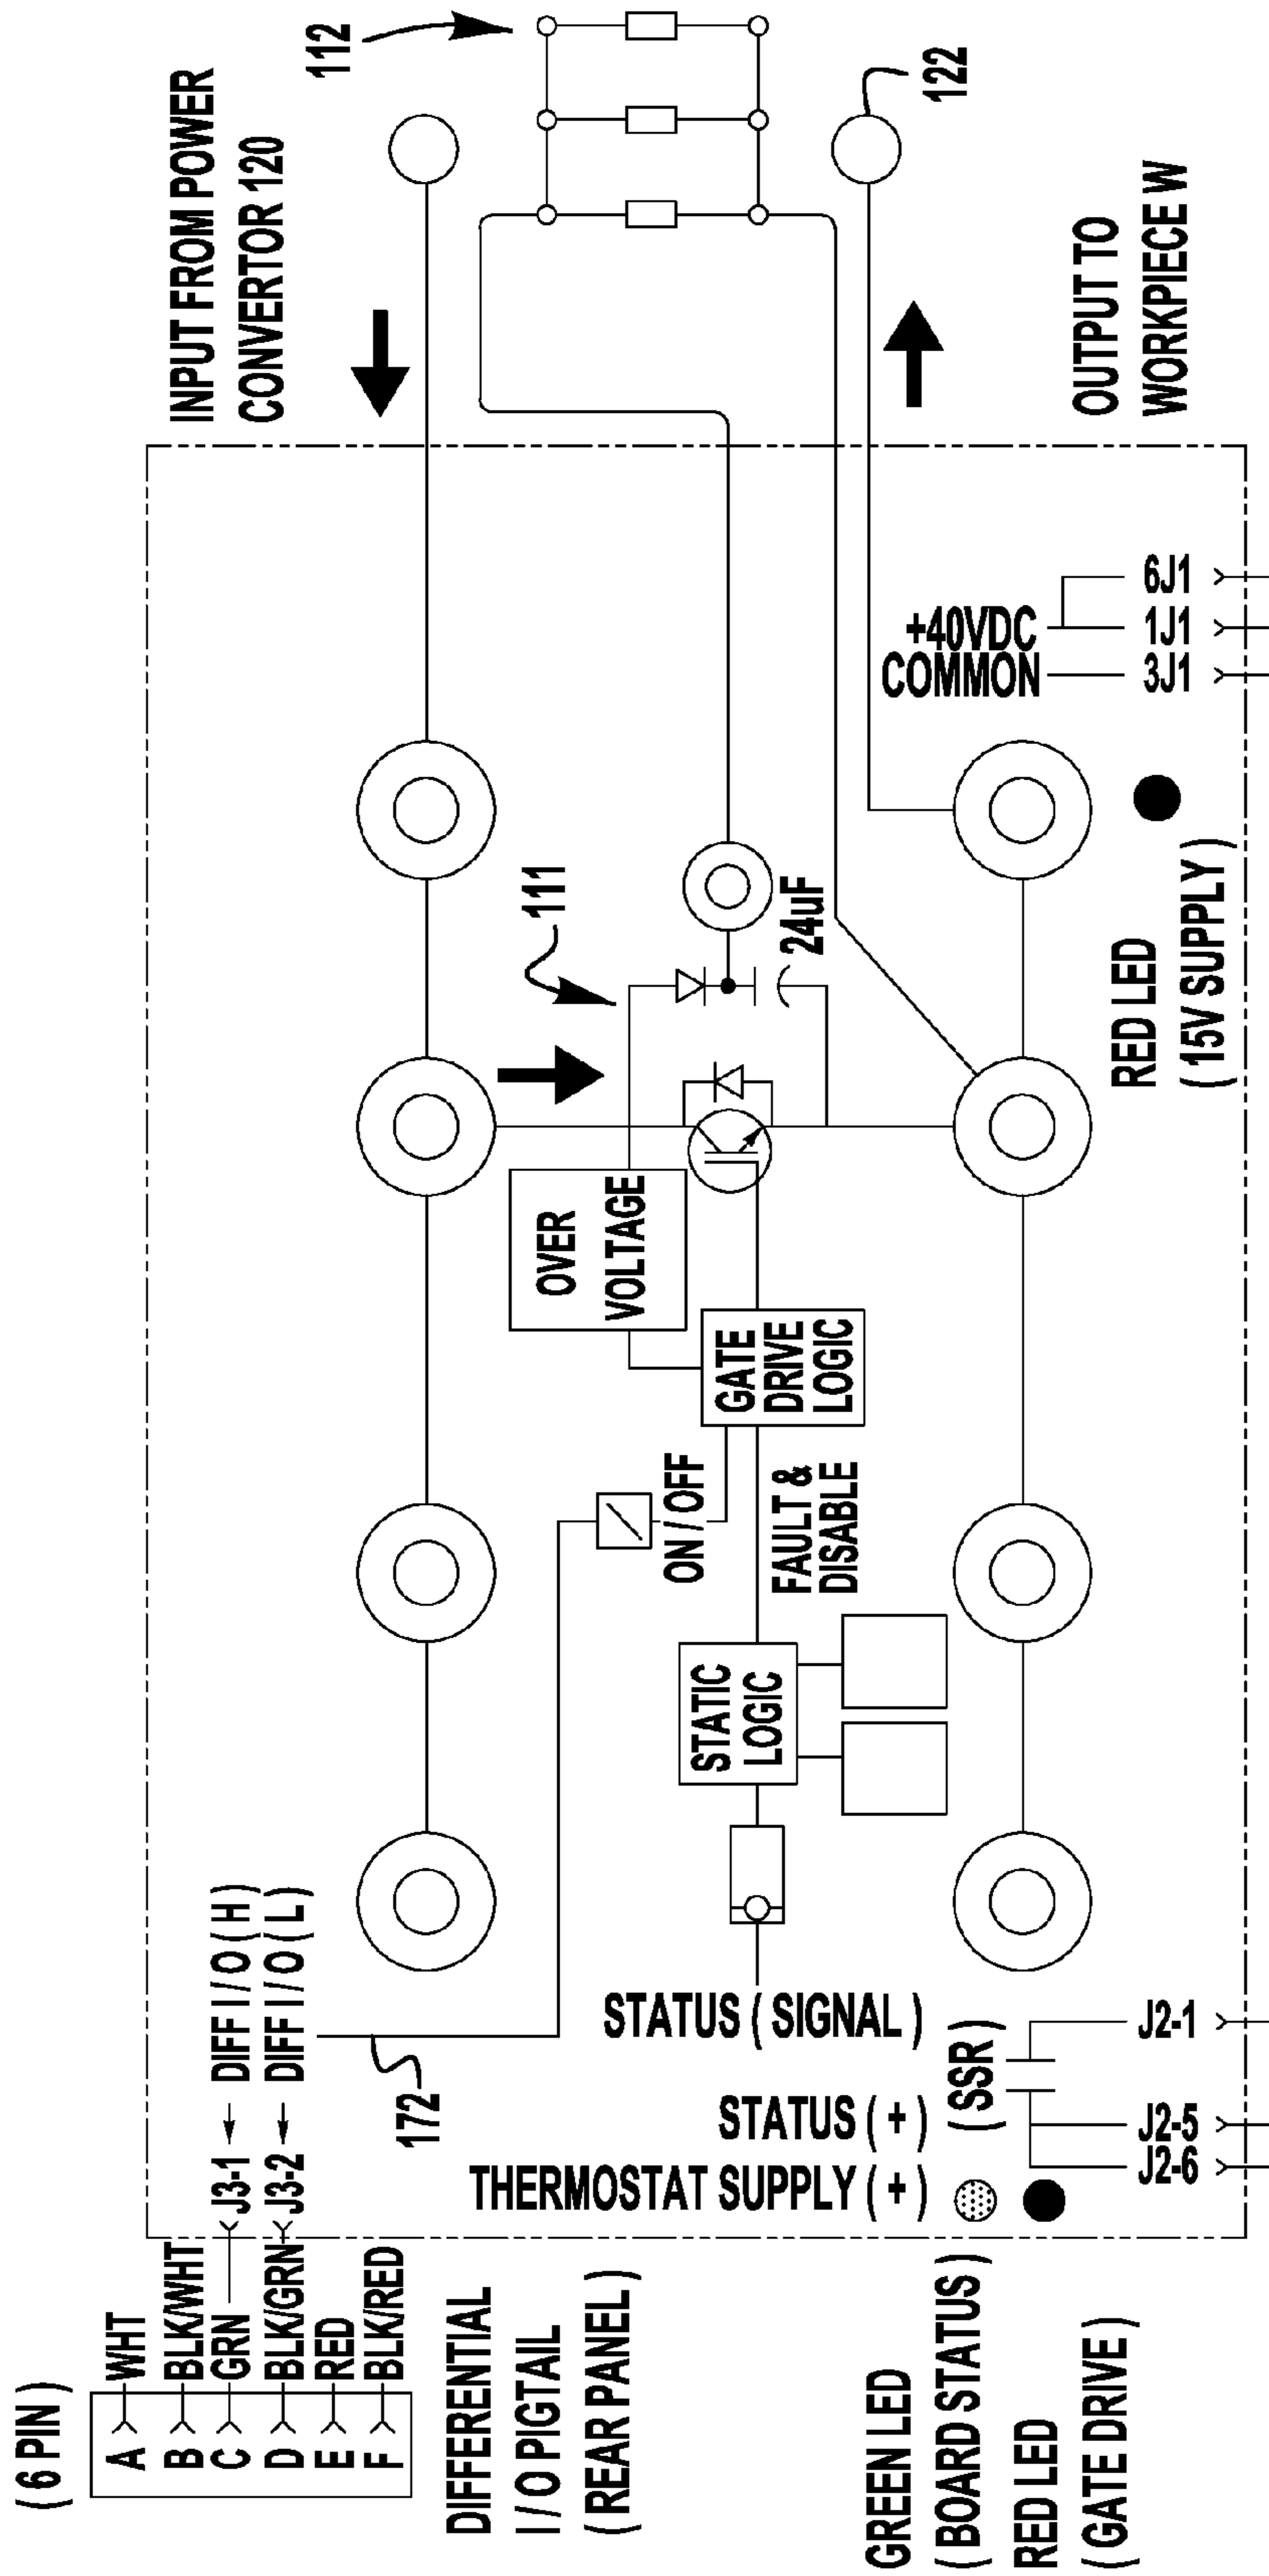 ( 6 PIN )
A WHT
B BLK/WHT
C GRN J3-1 DIFF I / O ( H )
D BLK/GRN J3-2 DIFF I / O ( L )
E RED
F BLK/RED
DIFFERENTIAL
I / O PIGTAIL
( REAR PANEL )
172
INPUT FROM POWER
CONVERTOR 120
112
122
111
OVER
VOLTAGE
24uF
GATE
DRIVE
LOGIC
ON / OFF
FAULT &
DISABLE
STATIC
LOGIC
STATUS ( SIGNAL )
STATUS ( + )
THERMOSTAT SUPPLY ( + )
( SSR )
J2-1
J2-5
J2-6
GREEN LED
( BOARD STATUS )
RED LED
( GATE DRIVE )
RED LED
( 15V SUPPLY )
+40VDC
COMMON
6J1
1J1
3J1
OUTPUT TO
WORKPIECE W